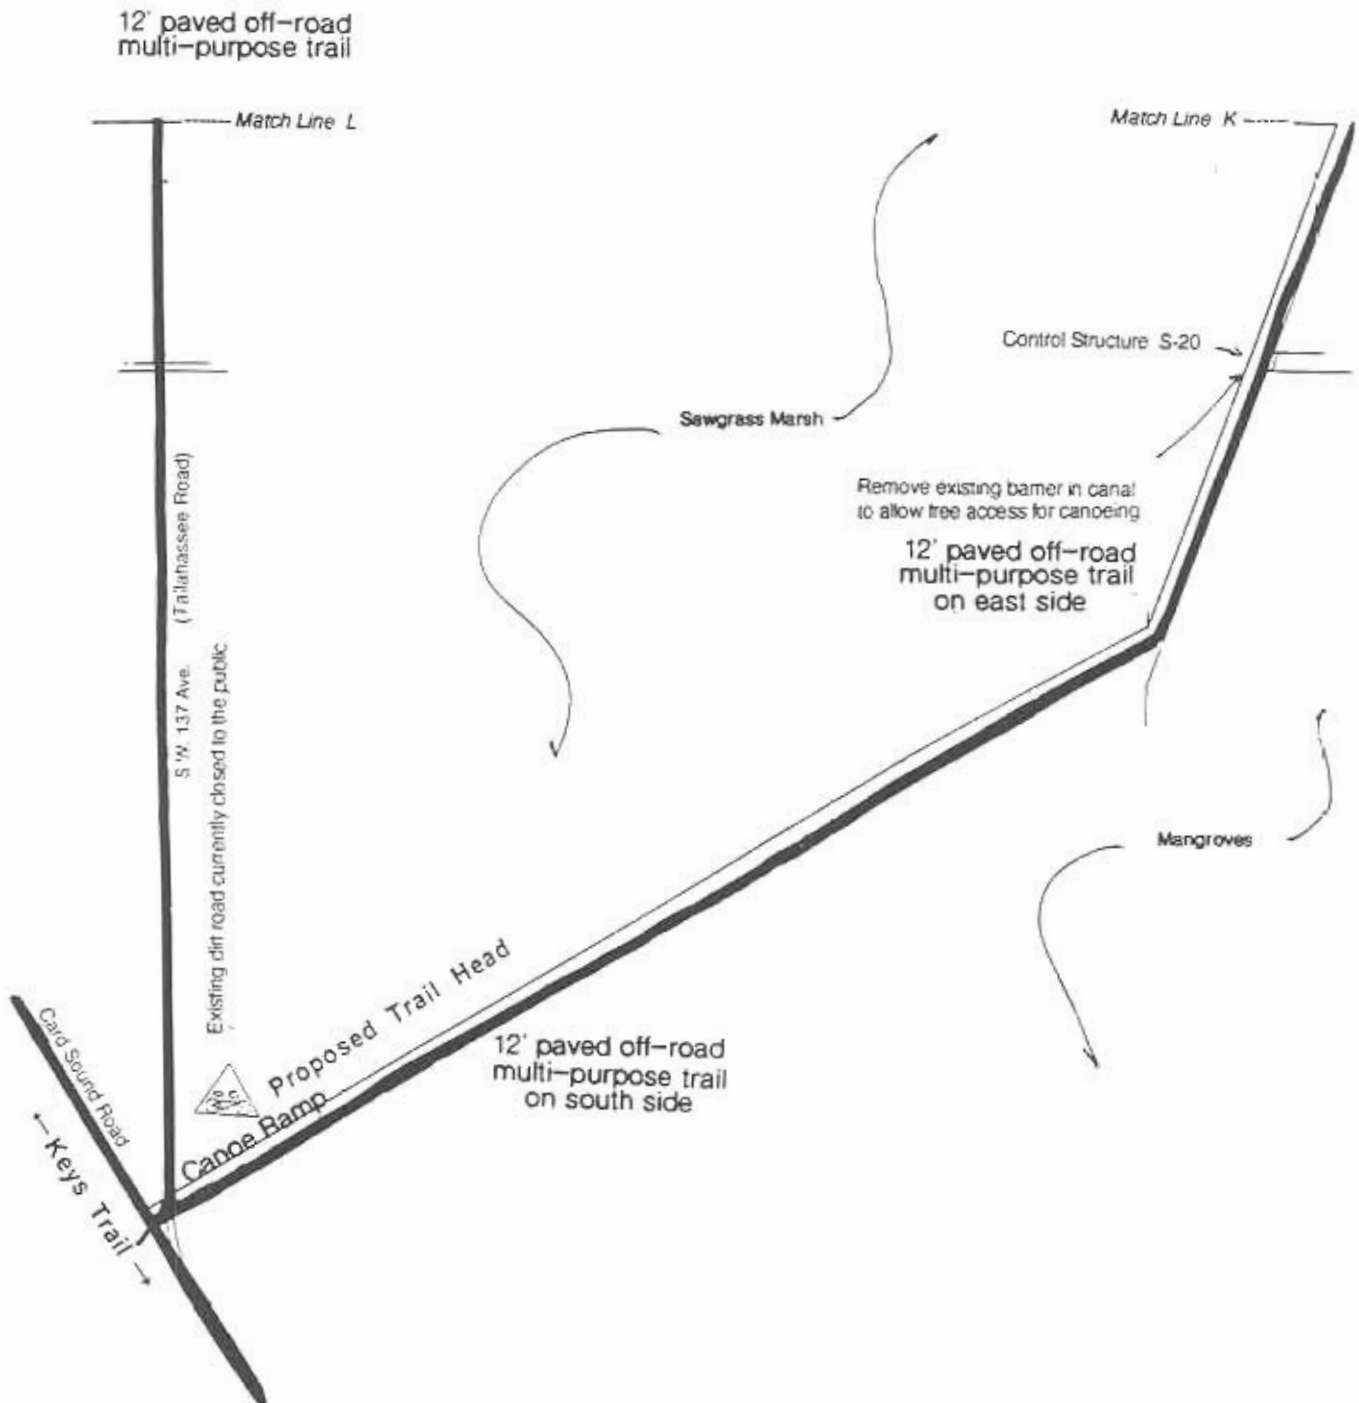 12' paved off-road
multi-purpose trail
Match Line L
Match Line K
Control Structure S-20
Sawgrass Marsh
Remove existing barrier in canal
to allow free access for canoeing
12' paved off-road
multi-purpose trail
on east side
S.W. 137 Ave. (Tallahassee Road)
Existing dirt road currently closed to the public
Mangroves
Proposed Trail Head
Canoe Ramp
12' paved off-road
multi-purpose trail
on south side
Card Sound Road
←Keys Trail→